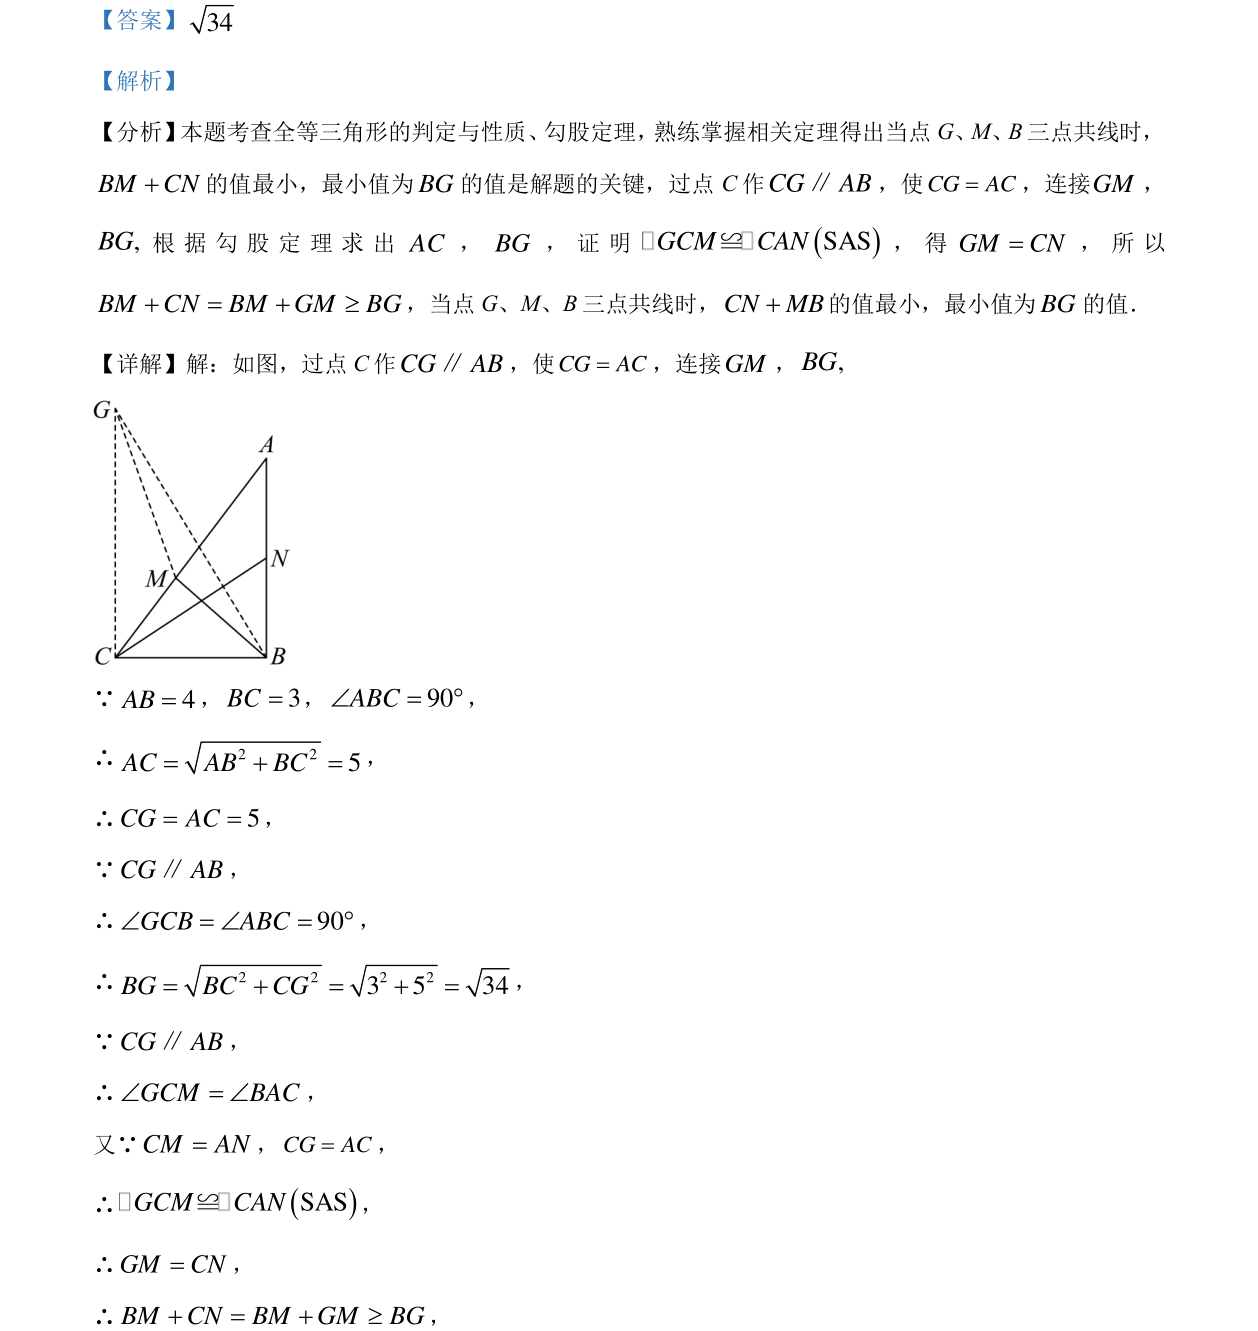 【答案】√34
【解析】
【分析】本题考查全等三角形的判定与性质、勾股定理，熟练掌握相关定理得出当点 G、M、B 三点共线时，
BM + CN 的值最小，最小值为 BG 的值是解题的关键，过点 C 作 CG // AB，使 CG = AC，连接 GM，
BG, 根据勾股定理求出 AC，BG，证明 □GCM≌□CAN(SAS)，得 GM = CN，所以
BM + CN = BM + GM ≥ BG，当点 G、M、B 三点共线时，CN + MB 的值最小，最小值为 BG 的值．
【详解】解：如图，过点 C 作 CG // AB，使 CG = AC，连接 GM，BG,
G
A
N
M
C
B
∵ AB = 4，BC = 3，∠ABC = 90°，
∴ AC = √(AB² + BC²) = 5，
∴ CG = AC = 5，
∵ CG // AB，
∴ ∠GCB = ∠ABC = 90°，
∴ BG = √(BC² + CG²) = √(3² + 5²) = √34，
∵ CG // AB，
∴ ∠GCM = ∠BAC，
又∵ CM = AN，CG = AC，
∴ □GCM≌□CAN(SAS)，
∴ GM = CN，
∴ BM + CN = BM + GM ≥ BG，